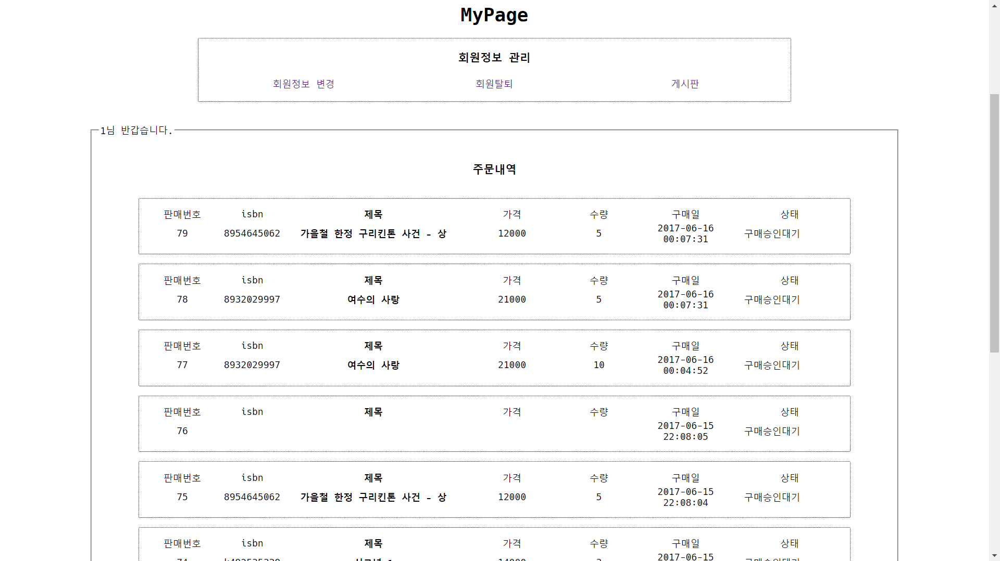 MyPage
회원정보 관리
회원정보 변경 회원탈퇴 게시판
1님 반갑습니다.
주문내역
판매번호 isbn 제목 가격 수량 구매일 상태
79 8954645062 가을철 한정 구리킨톤 사건 - 상 12000 5 2017-06-16 00:07:31 구매승인대기
판매번호 isbn 제목 가격 수량 구매일 상태
78 8932029997 여수의 사랑 21000 5 2017-06-16 00:07:31 구매승인대기
판매번호 isbn 제목 가격 수량 구매일 상태
77 8932029997 여수의 사랑 21000 10 2017-06-16 00:04:52 구매승인대기
판매번호 isbn 제목 가격 수량 구매일 상태
76 2017-06-15 22:08:05 구매승인대기
판매번호 isbn 제목 가격 수량 구매일 상태
75 8954645062 가을철 한정 구리킨톤 사건 - 상 12000 5 2017-06-15 22:08:04 구매승인대기
판매번호 isbn 제목 가격 수량 구매일 상태
2017-06-15